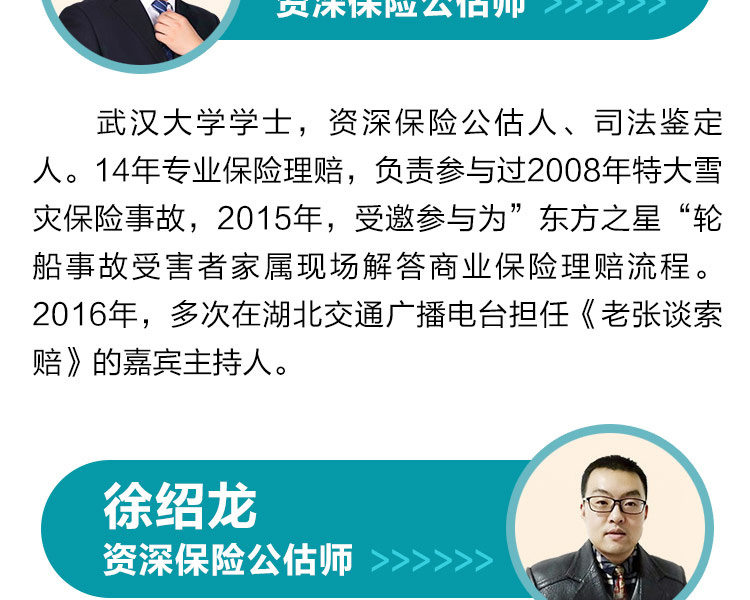 资深保险公估师 >>>>>>
武汉大学学士，资深保险公估人、司法鉴定
人。14年专业保险理赔，负责参与过2008年特大雪
灾保险事故，2015年，受邀参与为”东方之星“轮
船事故受害者家属现场解答商业保险理赔流程。
2016年，多次在湖北交通广播电台担任《老张谈索
赔》的嘉宾主持人。
徐绍龙
资深保险公估师 >>>>>>